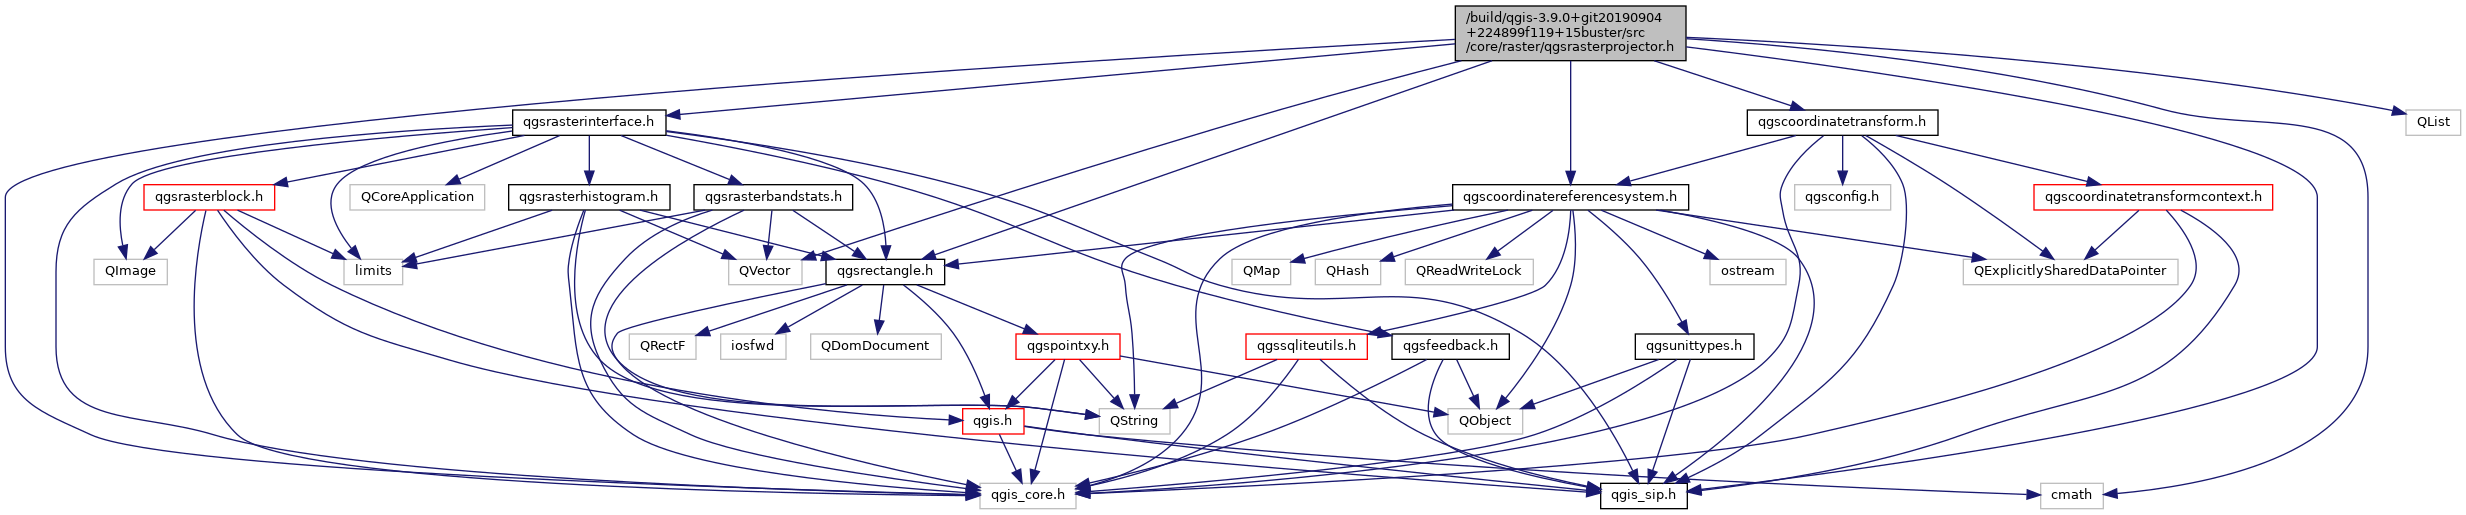 /build/qgis-3.9.0+git20190904
+224899f119+15buster/src
/core/raster/qgsrasterprojector.h
qgsrasterinterface.h
qgscoordinatetransform.h
QList
qgsrasterblock.h
QCoreApplication
qgsrasterhistogram.h
qgsrasterbandstats.h
qgscoordinatereferencesystem.h
qgsconfig.h
qgscoordinatetransformcontext.h
QImage
limits
QVector
qgsrectangle.h
QMap
QHash
QReadWriteLock
ostream
QExplicitlySharedDataPointer
QRectF
iosfwd
QDomDocument
qgspointxy.h
qgssqliteutils.h
qgsfeedback.h
qgsunittypes.h
qgis.h
QString
QObject
qgis_core.h
qgis_sip.h
cmath